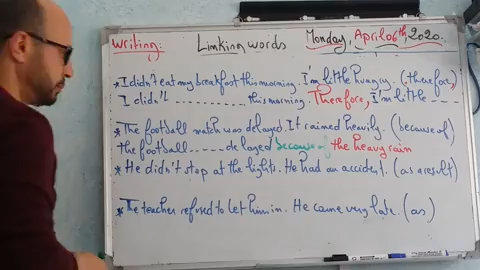 Writing: Linking words Monday, April 06th, 2020.
* I didn't eat my breakfast this morning. I'm little hungry. (therefore,)
I didn't ............ this morning. Therefore, I'm little ----
* The football match was delayed. It rained heavily. (because of)
the football ...... delayed because of the heavy rain
* He didn't stop at the lights. He had an accident. (as a result)
* The teacher refused to let him in. He came very late. (as)